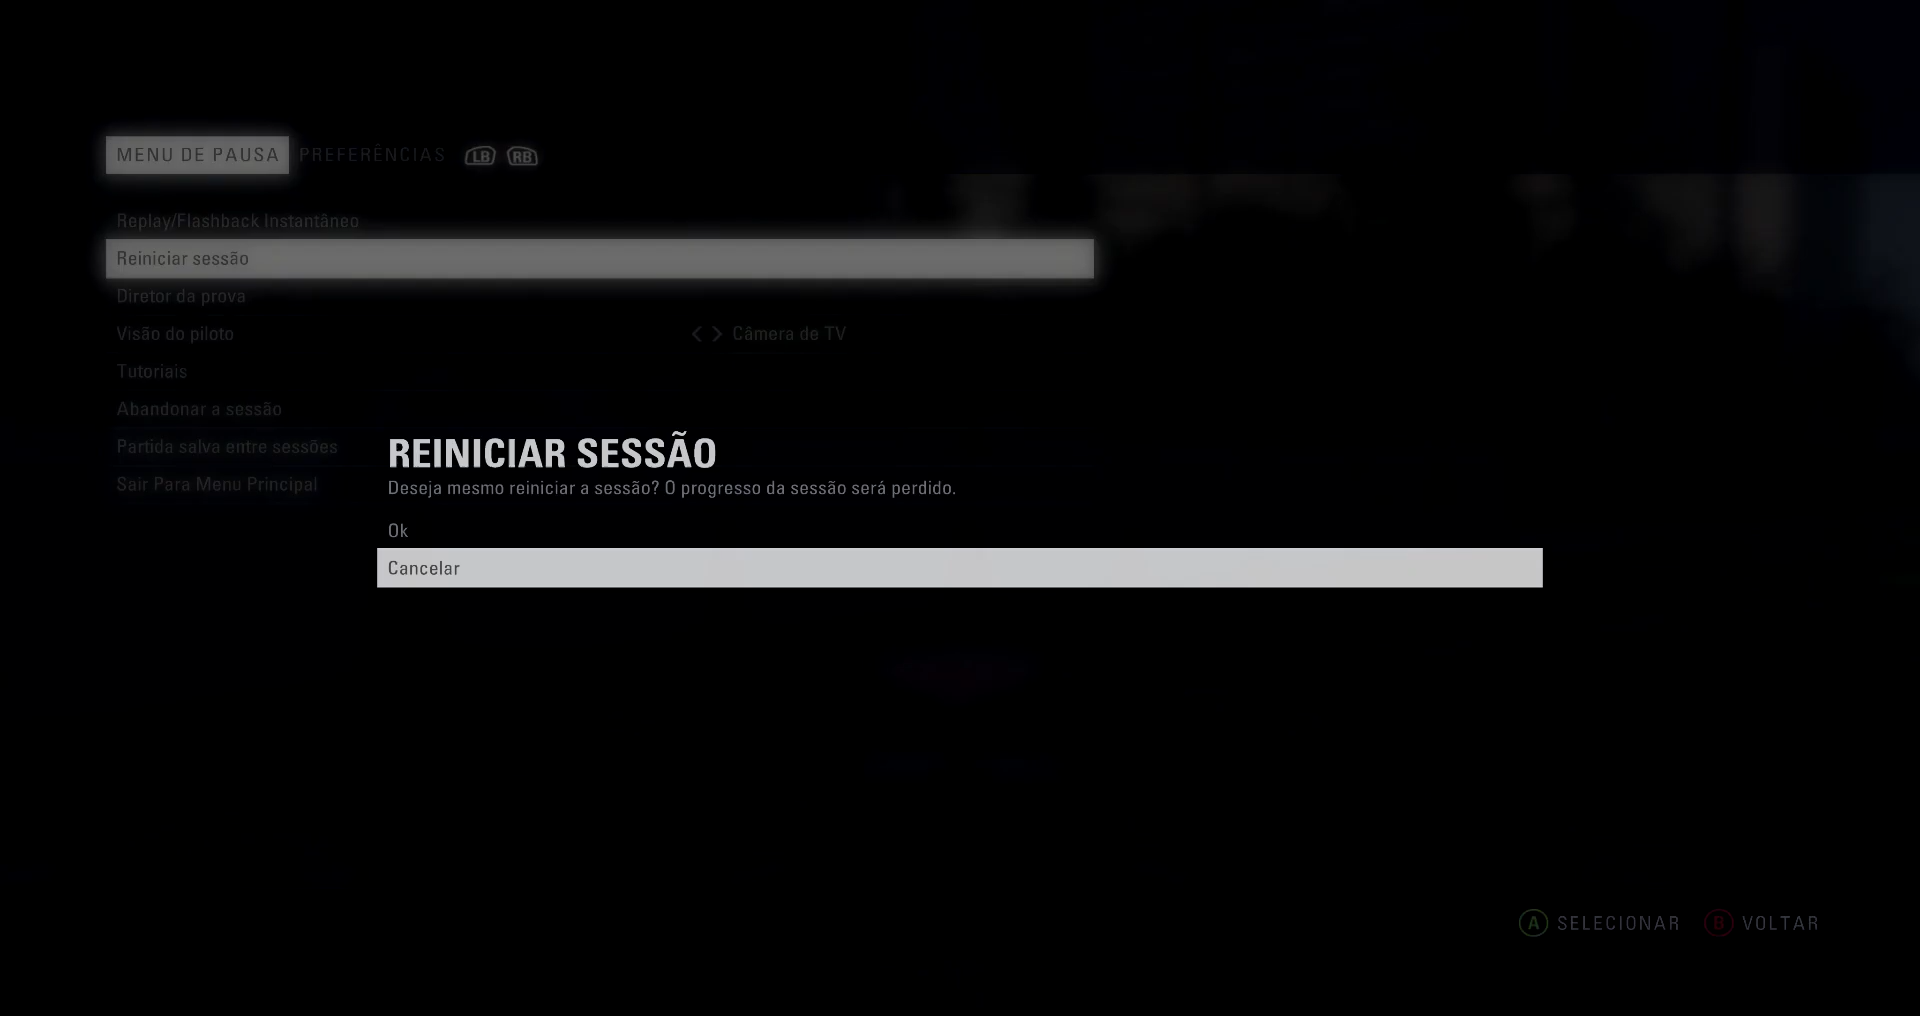 MENU DE PAUSA PREFERÊNCIAS LB RB
Replay/Flashback Instantâneo
Reiniciar sessão
Diretor da prova
Visão do piloto < > Câmera de TV
Tutoriais
Abandonar a sessão
Partida salva entre sessões
Sair Para Menu Principal
REINICIAR SESSÃO
Deseja mesmo reiniciar a sessão? O progresso da sessão será perdido.
Ok
Cancelar
A SELECIONAR B VOLTAR